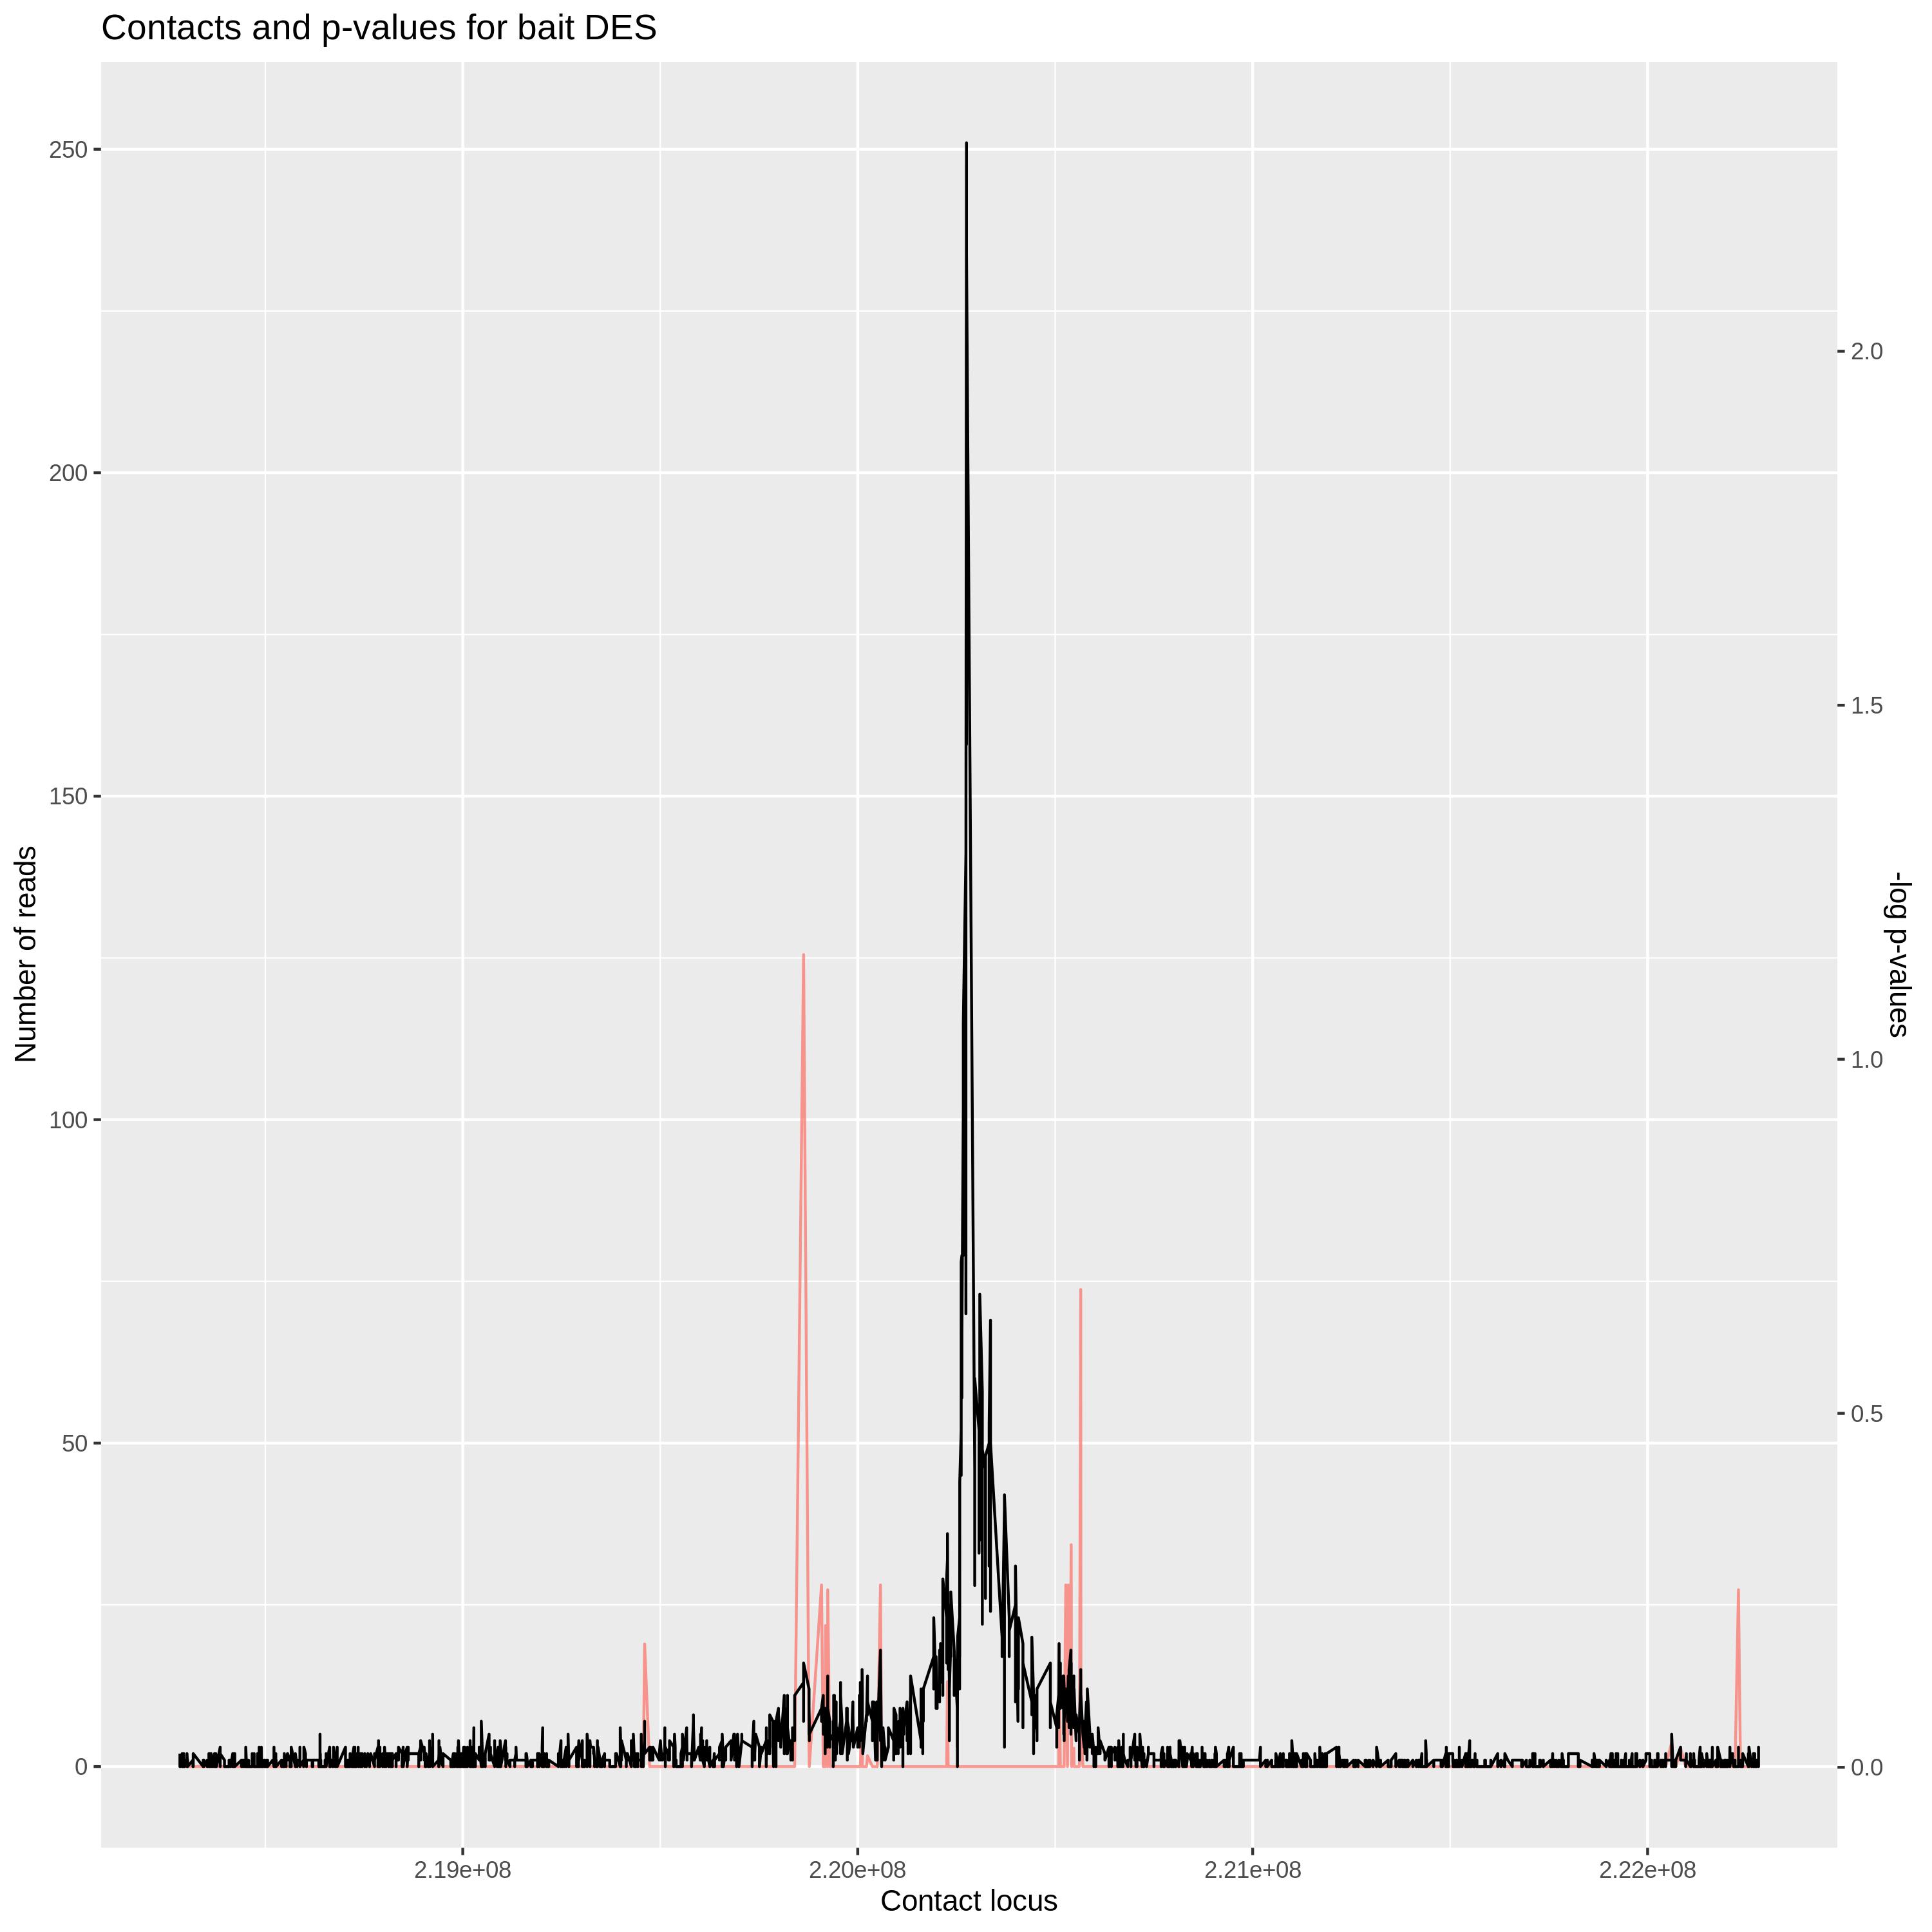 Contacts and p-values for bait DES
250
200
150
100
50
0
Number of reads
2.0
1.5
1.0
0.5
0.0
-log p-values
2.19e+08
2.20e+08
2.21e+08
2.22e+08
Contact locus